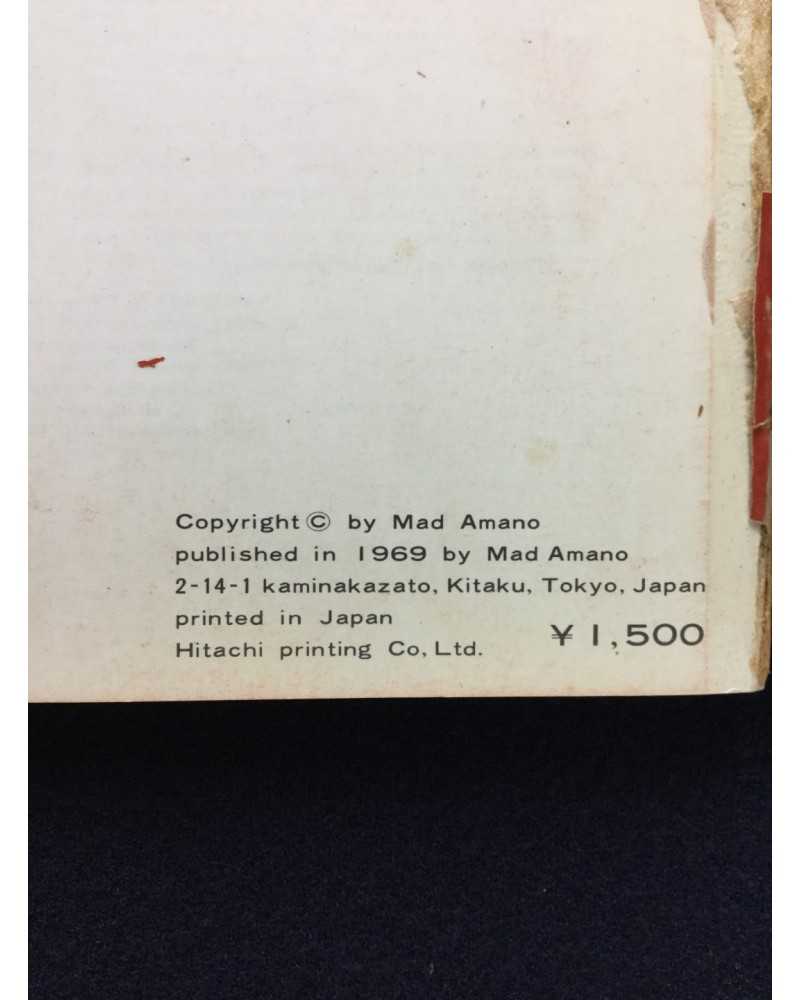 Copyright © by Mad Amano
published in 1969 by Mad Amano
2-14-1 kaminakazato, Kitaku, Tokyo, Japan
printed in Japan
Hitachi printing Co, Ltd.
¥ 1,500